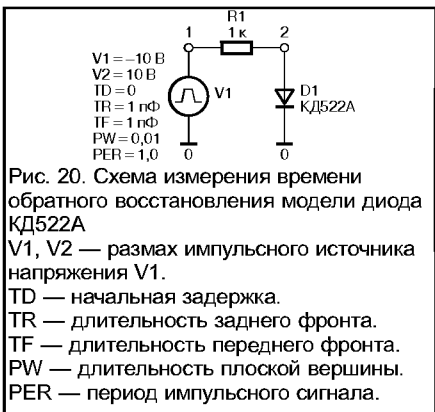 R1
1 к
1
2
V1=−10 В
V2=10 В
TD=0
TR=1 пФ
TF=1 пФ
PW=0,01
PER=1,0
V1
D1
КД522А
0
0
Рис. 20. Схема измерения времени
обратного восстановления модели диода
КД522А
V1, V2 — размах импульсного источника
напряжения V1.
TD — начальная задержка.
TR — длительность заднего фронта.
TF — длительность переднего фронта.
PW — длительность плоской вершины.
PER — период импульсного сигнала.